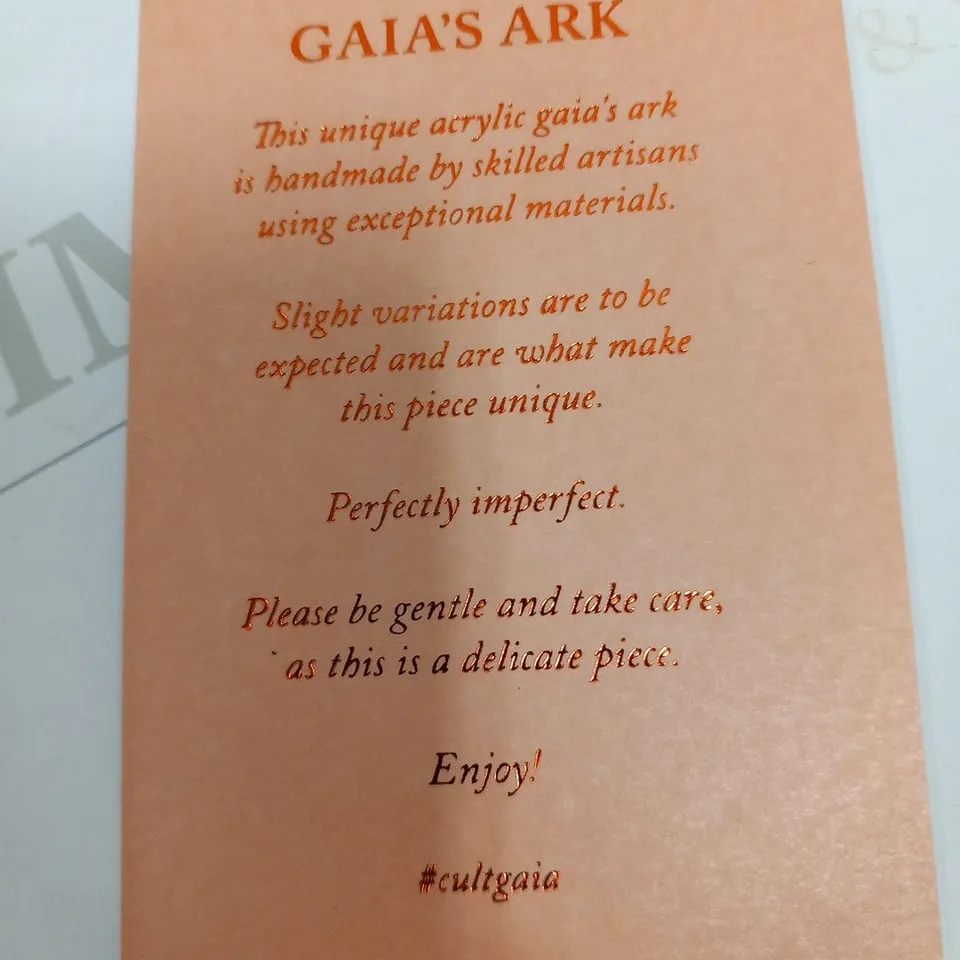 GAIA'S ARK
This unique acrylic gaia's ark
is handmade by skilled artisans
using exceptional materials.
Slight variations are to be
expected and are what make
this piece unique.
Perfectly imperfect.
Please be gentle and take care,
as this is a delicate piece.
Enjoy!
#cultgaia
&